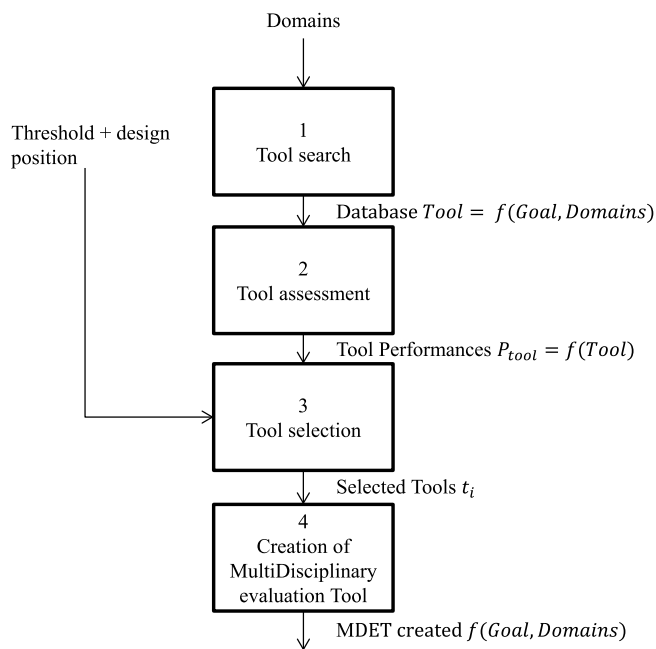 Domains
1
Tool search
Threshold + design
position
Database Tool = f(Goal, Domains)
2
Tool assessment
Tool Performances P_tool = f(Tool)
3
Tool selection
Selected Tools t_i
4
Creation of
MultiDisciplinary
evaluation Tool
MDET created f(Goal, Domains)